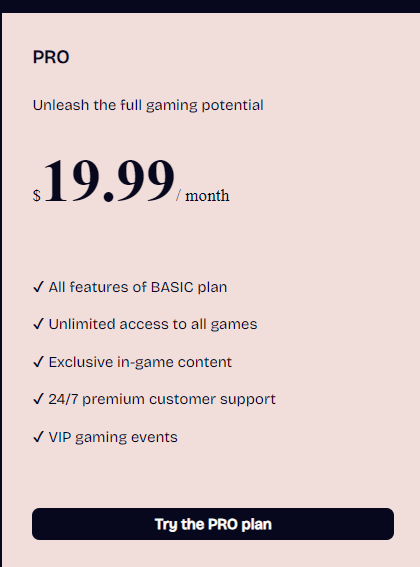 PRO
Unleash the full gaming potential
$19.99/ month
✓ All features of BASIC plan
✓ Unlimited access to all games
✓ Exclusive in-game content
✓ 24/7 premium customer support
✓ VIP gaming events
Try the PRO plan